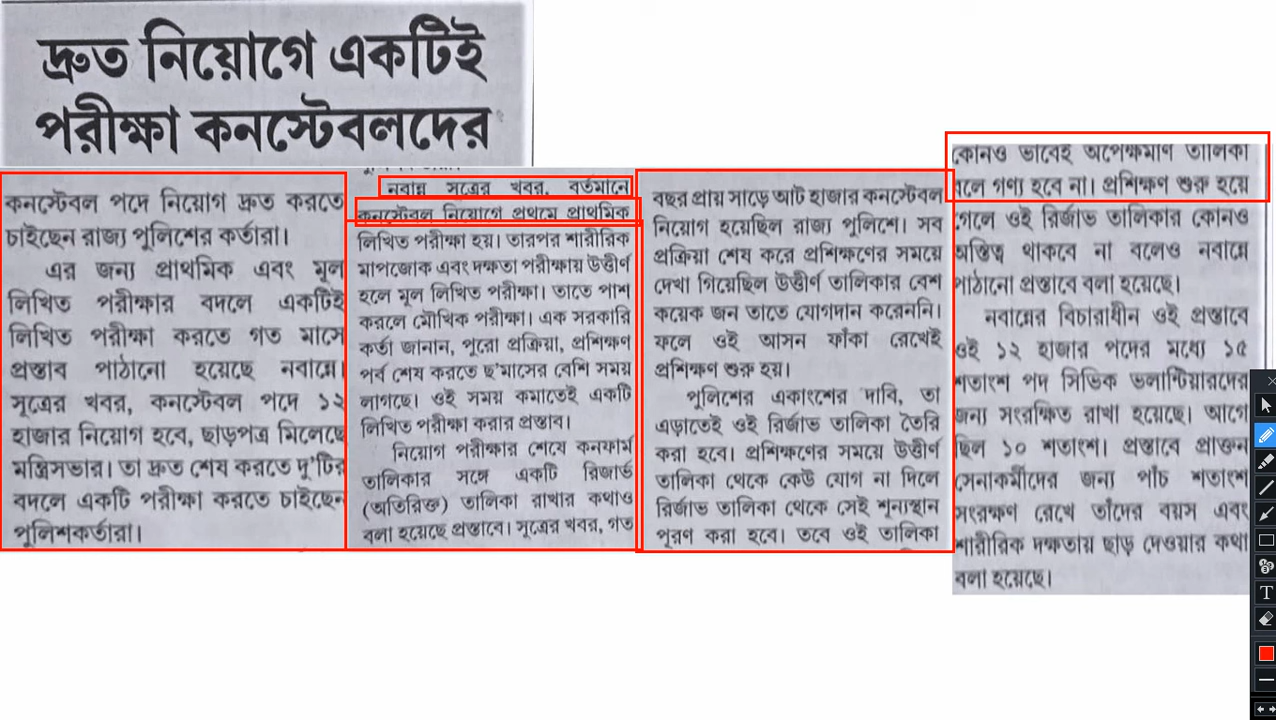 দ্রুত নিয়োগে একটিই
পরীক্ষা কনস্টেবলদের
কনস্টেবল পদে নিয়োগ দ্রুত করতে
চাইছেন রাজ্য পুলিশের কর্তারা।
এর জন্য প্রাথমিক এবং মূল
লিখিত পরীক্ষার বদলে একটিই
লিখিত পরীক্ষা করতে গত মাসে
প্রস্তাব পাঠানো হয়েছে নবান্নে।
সূত্রের খবর, কনস্টেবল পদে ১২
হাজার নিয়োগ হবে, ছাড়পত্র মিলেছে
মন্ত্রিসভার। তা দ্রুত শেষ করতে দু'টির
বদলে একটি পরীক্ষা করতে চাইছেন
পুলিশকর্তারা।
নবান্ন সূত্রের খবর, বর্তমানে
কনস্টেবল নিয়োগে প্রথমে প্রাথমিক
লিখিত পরীক্ষা হয়। তারপর শারীরিক
মাপজোক এবং দক্ষতা পরীক্ষায় উত্তীর্ণ
হলে মূল লিখিত পরীক্ষা। তাতে পাশ
করলে মৌখিক পরীক্ষা। এক সরকারি
কর্তা জানান, পুরো প্রক্রিয়া, প্রশিক্ষণ
পর্ব শেষ করতে ছ'মাসের বেশি সময়
লাগছে। ওই সময় কমাতেই একটি
লিখিত পরীক্ষা করার প্রস্তাব।
নিয়োগ পরীক্ষার শেষে কনফার্ম
তালিকার সঙ্গে একটি রিজার্ভ
(অতিরিক্ত) তালিকা রাখার কথাও
বলা হয়েছে প্রস্তাবে। সূত্রের খবর, গত
বছর প্রায় সাড়ে আট হাজার কনস্টেবল
নিয়োগ হয়েছিল রাজ্য পুলিশে। সব
প্রক্রিয়া শেষ করে প্রশিক্ষণের সময়ে
দেখা গিয়েছিল উত্তীর্ণ তালিকার বেশ
কয়েক জন তাতে যোগদান করেননি।
ফলে ওই আসন ফাঁকা রেখেই
প্রশিক্ষণ শুরু হয়।
পুলিশের একাংশের দাবি, তা
এড়াতেই ওই রির্জাভ তালিকা তৈরি
করা হবে। প্রশিক্ষণের সময়ে উত্তীর্ণ
তালিকা থেকে কেউ যোগ না দিলে
রির্জাভ তালিকা থেকে সেই শূন্যস্থান
পূরণ করা হবে। তবে ওই তালিকা
কোনও ভাবেই অপেক্ষমাণ তালিকা
বলে গণ্য হবে না। প্রশিক্ষণ শুরু হয়ে
গেলে ওই রির্জাভ তালিকার কোনও
অস্তিত্ব থাকবে না বলেও নবান্নে
পাঠানো প্রস্তাবে বলা হয়েছে।
নবান্নের বিচারাধীন ওই প্রস্তাবে
ওই ১২ হাজার পদের মধ্যে ১৫
শতাংশ পদ সিভিক ভলান্টিয়ারদের
জন্য সংরক্ষিত রাখা হয়েছে। আগে
ছিল ১০ শতাংশ। প্রস্তাবে প্রাক্তন
সেনাকর্মীদের জন্য পাঁচ শতাংশ
সংরক্ষণ রেখে তাঁদের বয়স এবং
শারীরিক দক্ষতায় ছাড় দেওয়ার কথা
বলা হয়েছে।